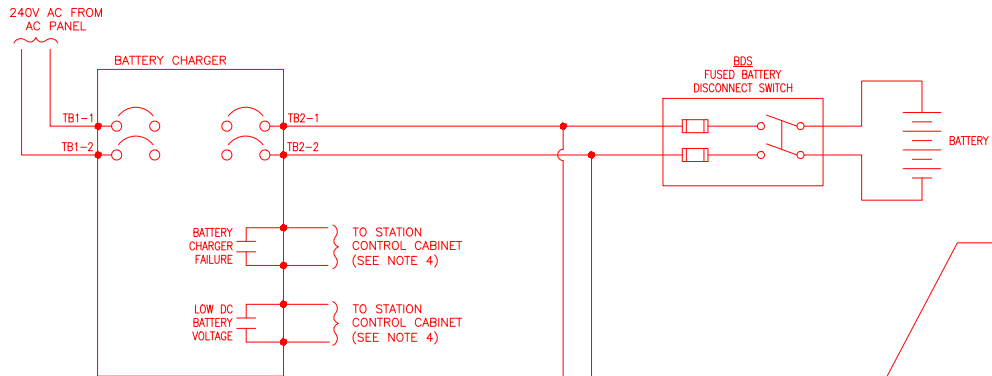 240V AC FROM
AC PANEL
BATTERY CHARGER
BDS
FUSED BATTERY
DISCONNECT SWITCH
TB1-1
TB2-1
TB1-2
TB2-2
BATTERY
BATTERY
CHARGER
FAILURE
TO STATION
CONTROL CABINET
(SEE NOTE 4)
LOW DC
BATTERY
VOLTAGE
TO STATION
CONTROL CABINET
(SEE NOTE 4)